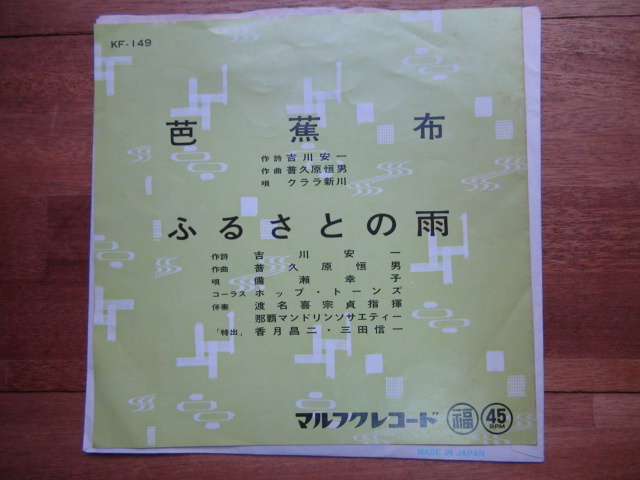 KF-149
芭蕉布
作詩 吉川安一
作曲 普久原恒男
唄 クララ新川
ふるさとの雨
作詩 吉川安一
作曲 普久原恒男
唄 備瀬幸子
コーラス ホップ・トーンズ
伴奏 渡名喜宗貞指揮
那覇マンドリンソサエティー
「特出」 香月昌二・三田信一
マルフクレコード 福 45 RPM
MADE IN JAPAN